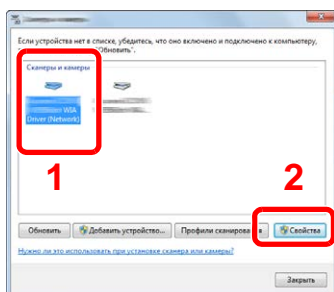 Если устройства нет в списке, убедитесь, что оно включено и подключено к компьютеру,
"Обновить".
Сканеры и камеры
WIA
Driver (Network)
1
2
Обновить
Добавить устройство...
Профили сканирова
Свойства
Нужно ли это использовать при установке сканера или камеры?
Закрыть